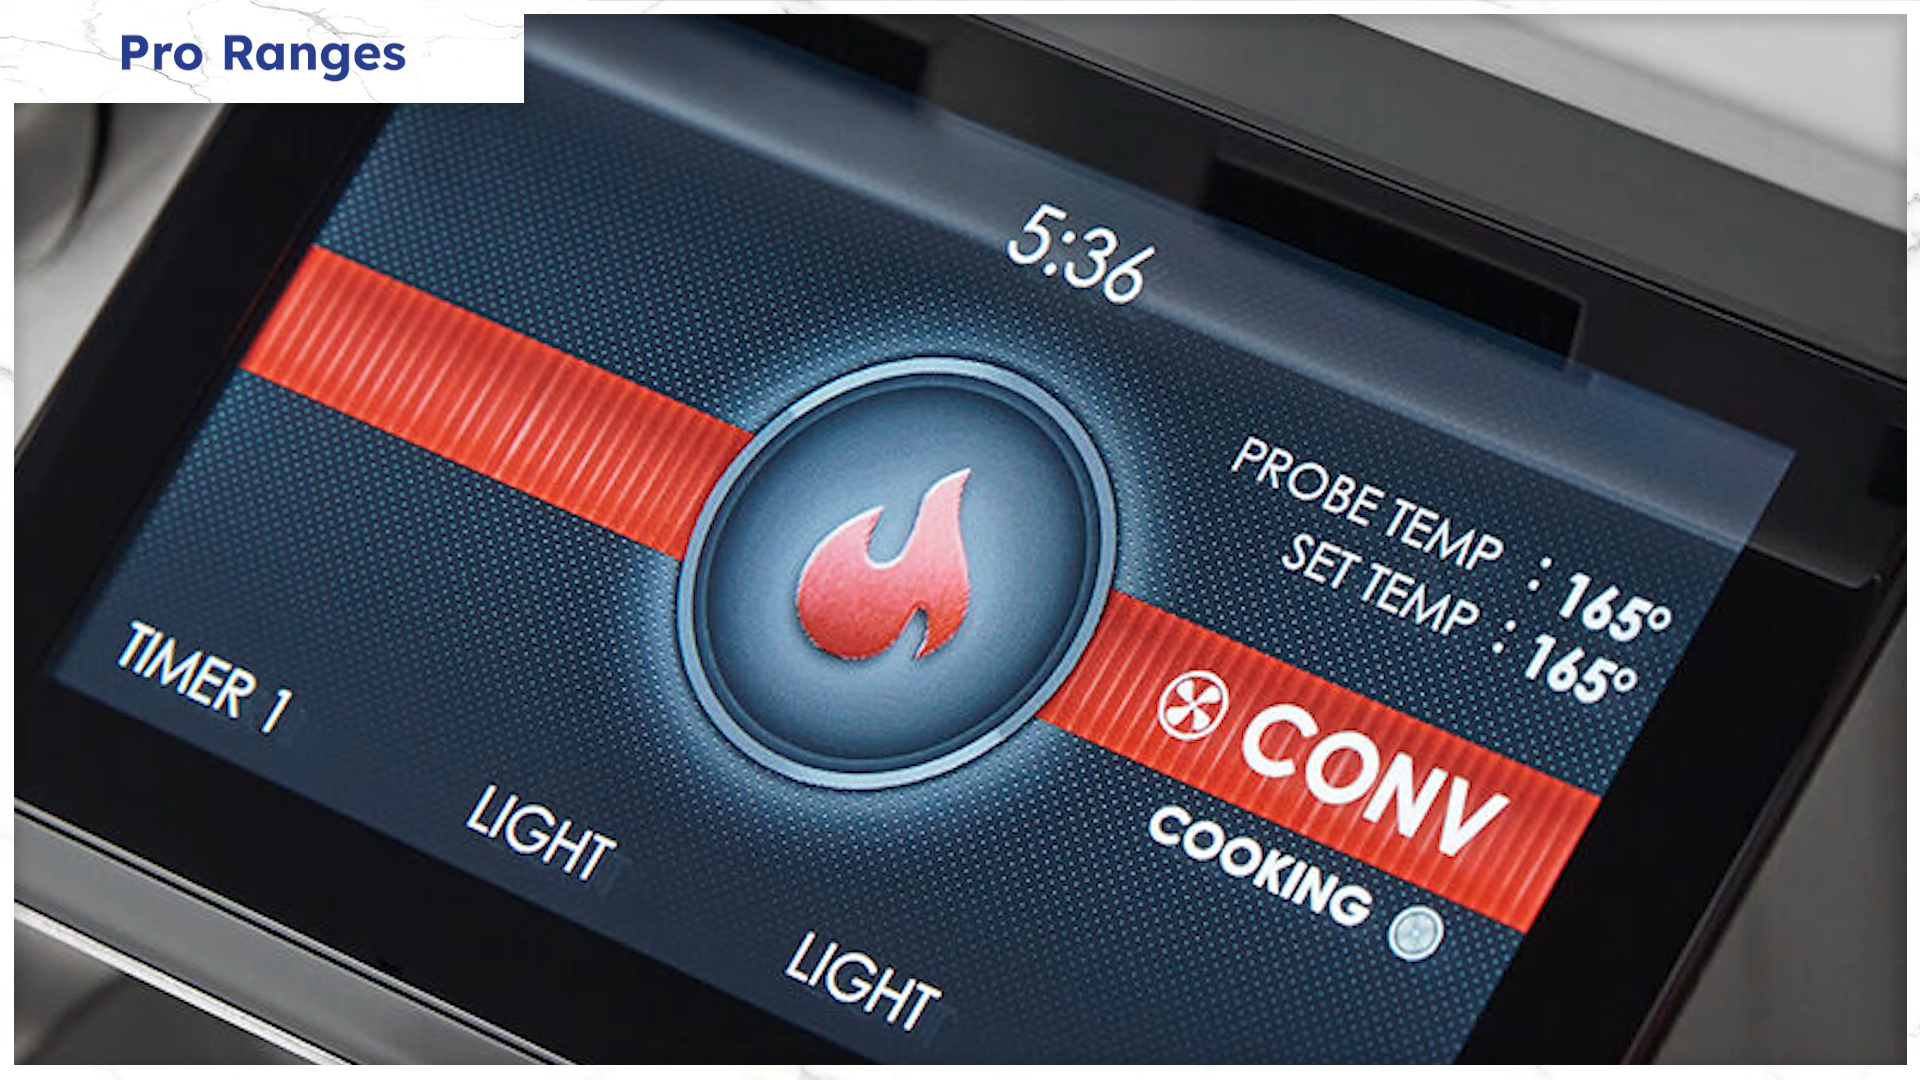 Pro Ranges
5:36
PROBE TEMP : 165°
SET TEMP : 165°
CONV
COOKING
TIMER 1
LIGHT
LIGHT